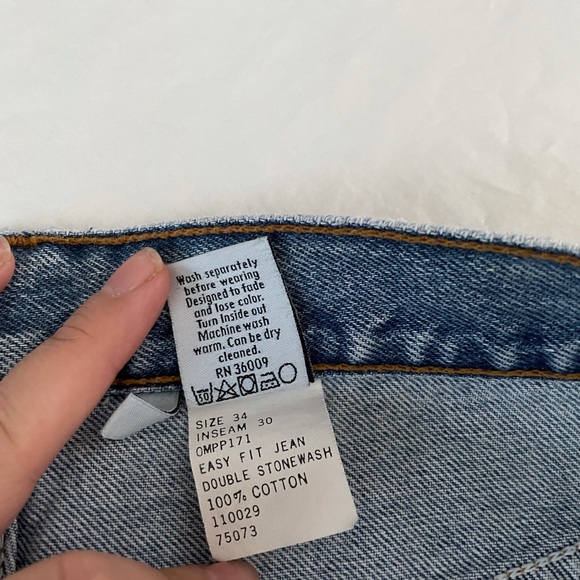 Wash separately
before wearing
Designed to fade
and lose color.
Turn Inside out
Machine wash
warm. Can be dry
cleaned.
RN 36009
50
SIZE 34
INSEAM 30
OMPP171
EASY FIT JEAN
DOUBLE STONEWASH
100% COTTON
110029
75073